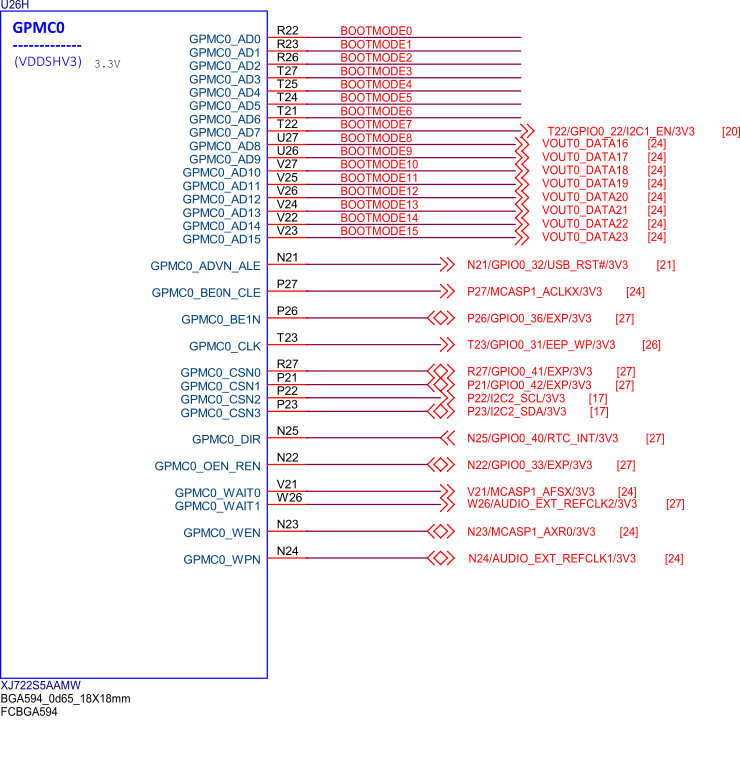 U26H
GPMC0
-------------
(VDDSHV3) 3.3V
GPMC0_AD0 R22 BOOTMODE0
GPMC0_AD1 R23 BOOTMODE1
GPMC0_AD2 R26 BOOTMODE2
GPMC0_AD3 T27 BOOTMODE3
GPMC0_AD4 T25 BOOTMODE4
GPMC0_AD5 T24 BOOTMODE5
GPMC0_AD6 T21 BOOTMODE6
GPMC0_AD7 T22 BOOTMODE7 T22/GPIO0_22/I2C1_EN/3V3 [20]
GPMC0_AD8 U27 BOOTMODE8 VOUT0_DATA16 [24]
GPMC0_AD9 U26 BOOTMODE9 VOUT0_DATA17 [24]
GPMC0_AD10 V27 BOOTMODE10 VOUT0_DATA18 [24]
GPMC0_AD11 V25 BOOTMODE11 VOUT0_DATA19 [24]
GPMC0_AD12 V26 BOOTMODE12 VOUT0_DATA20 [24]
GPMC0_AD13 V24 BOOTMODE13 VOUT0_DATA21 [24]
GPMC0_AD14 V22 BOOTMODE14 VOUT0_DATA22 [24]
GPMC0_AD15 V23 BOOTMODE15 VOUT0_DATA23 [24]
GPMC0_ADVN_ALE N21 N21/GPIO0_32/USB_RST#/3V3 [21]
GPMC0_BE0N_CLE P27 P27/MCASP1_ACLKX/3V3 [24]
GPMC0_BE1N P26 P26/GPIO0_36/EXP/3V3 [27]
GPMC0_CLK T23 T23/GPIO0_31/EEP_WP/3V3 [26]
GPMC0_CSN0 R27 R27/GPIO0_41/EXP/3V3 [27]
GPMC0_CSN1 P21 P21/GPIO0_42/EXP/3V3 [27]
GPMC0_CSN2 P22 P22/I2C2_SCL/3V3 [17]
GPMC0_CSN3 P23 P23/I2C2_SDA/3V3 [17]
GPMC0_DIR N25 N25/GPIO0_40/RTC_INT/3V3 [27]
GPMC0_OEN_REN N22 N22/GPIO0_33/EXP/3V3 [27]
GPMC0_WAIT0 V21 V21/MCASP1_AFSX/3V3 [24]
GPMC0_WAIT1 W26 W26/AUDIO_EXT_REFCLK2/3V3 [27]
GPMC0_WEN N23 N23/MCASP1_AXR0/3V3 [24]
GPMC0_WPN N24 N24/AUDIO_EXT_REFCLK1/3V3 [24]
XJ722S5AAMW
BGA594_0d65_18X18mm
FCBGA594